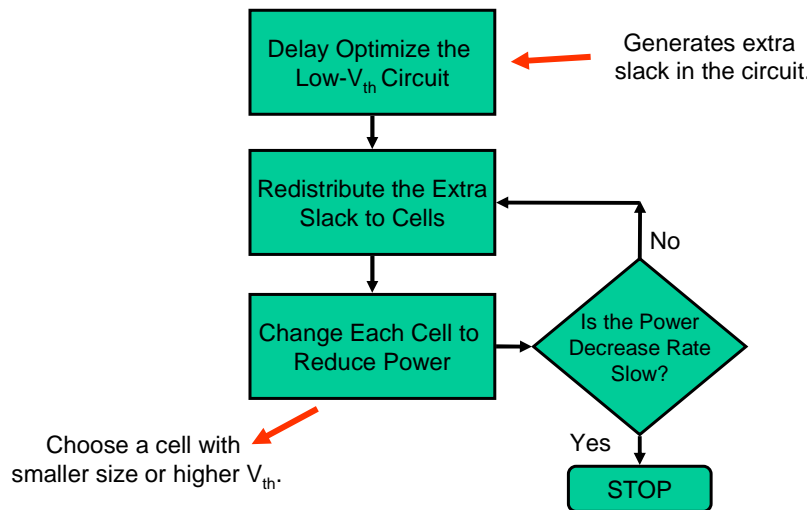 Delay Optimize the
Low-Vth Circuit
Generates extra
slack in the circuit.
Redistribute the Extra
Slack to Cells
No
Change Each Cell to
Reduce Power
Is the Power
Decrease Rate
Slow?
Choose a cell with
smaller size or higher Vth.
Yes
STOP